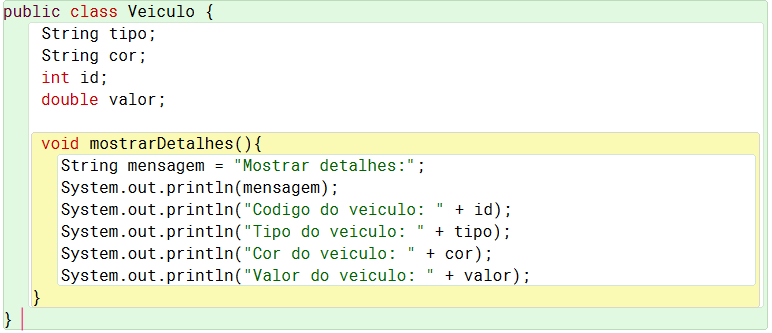 public class Veiculo {
String tipo;
String cor;
int id;
double valor;
void mostrarDetalhes(){
String mensagem = "Mostrar detalhes:";
System.out.println(mensagem);
System.out.println("Codigo do veiculo: " + id);
System.out.println("Tipo do veiculo: " + tipo);
System.out.println("Cor do veiculo: " + cor);
System.out.println("Valor do veiculo: " + valor);
}
}